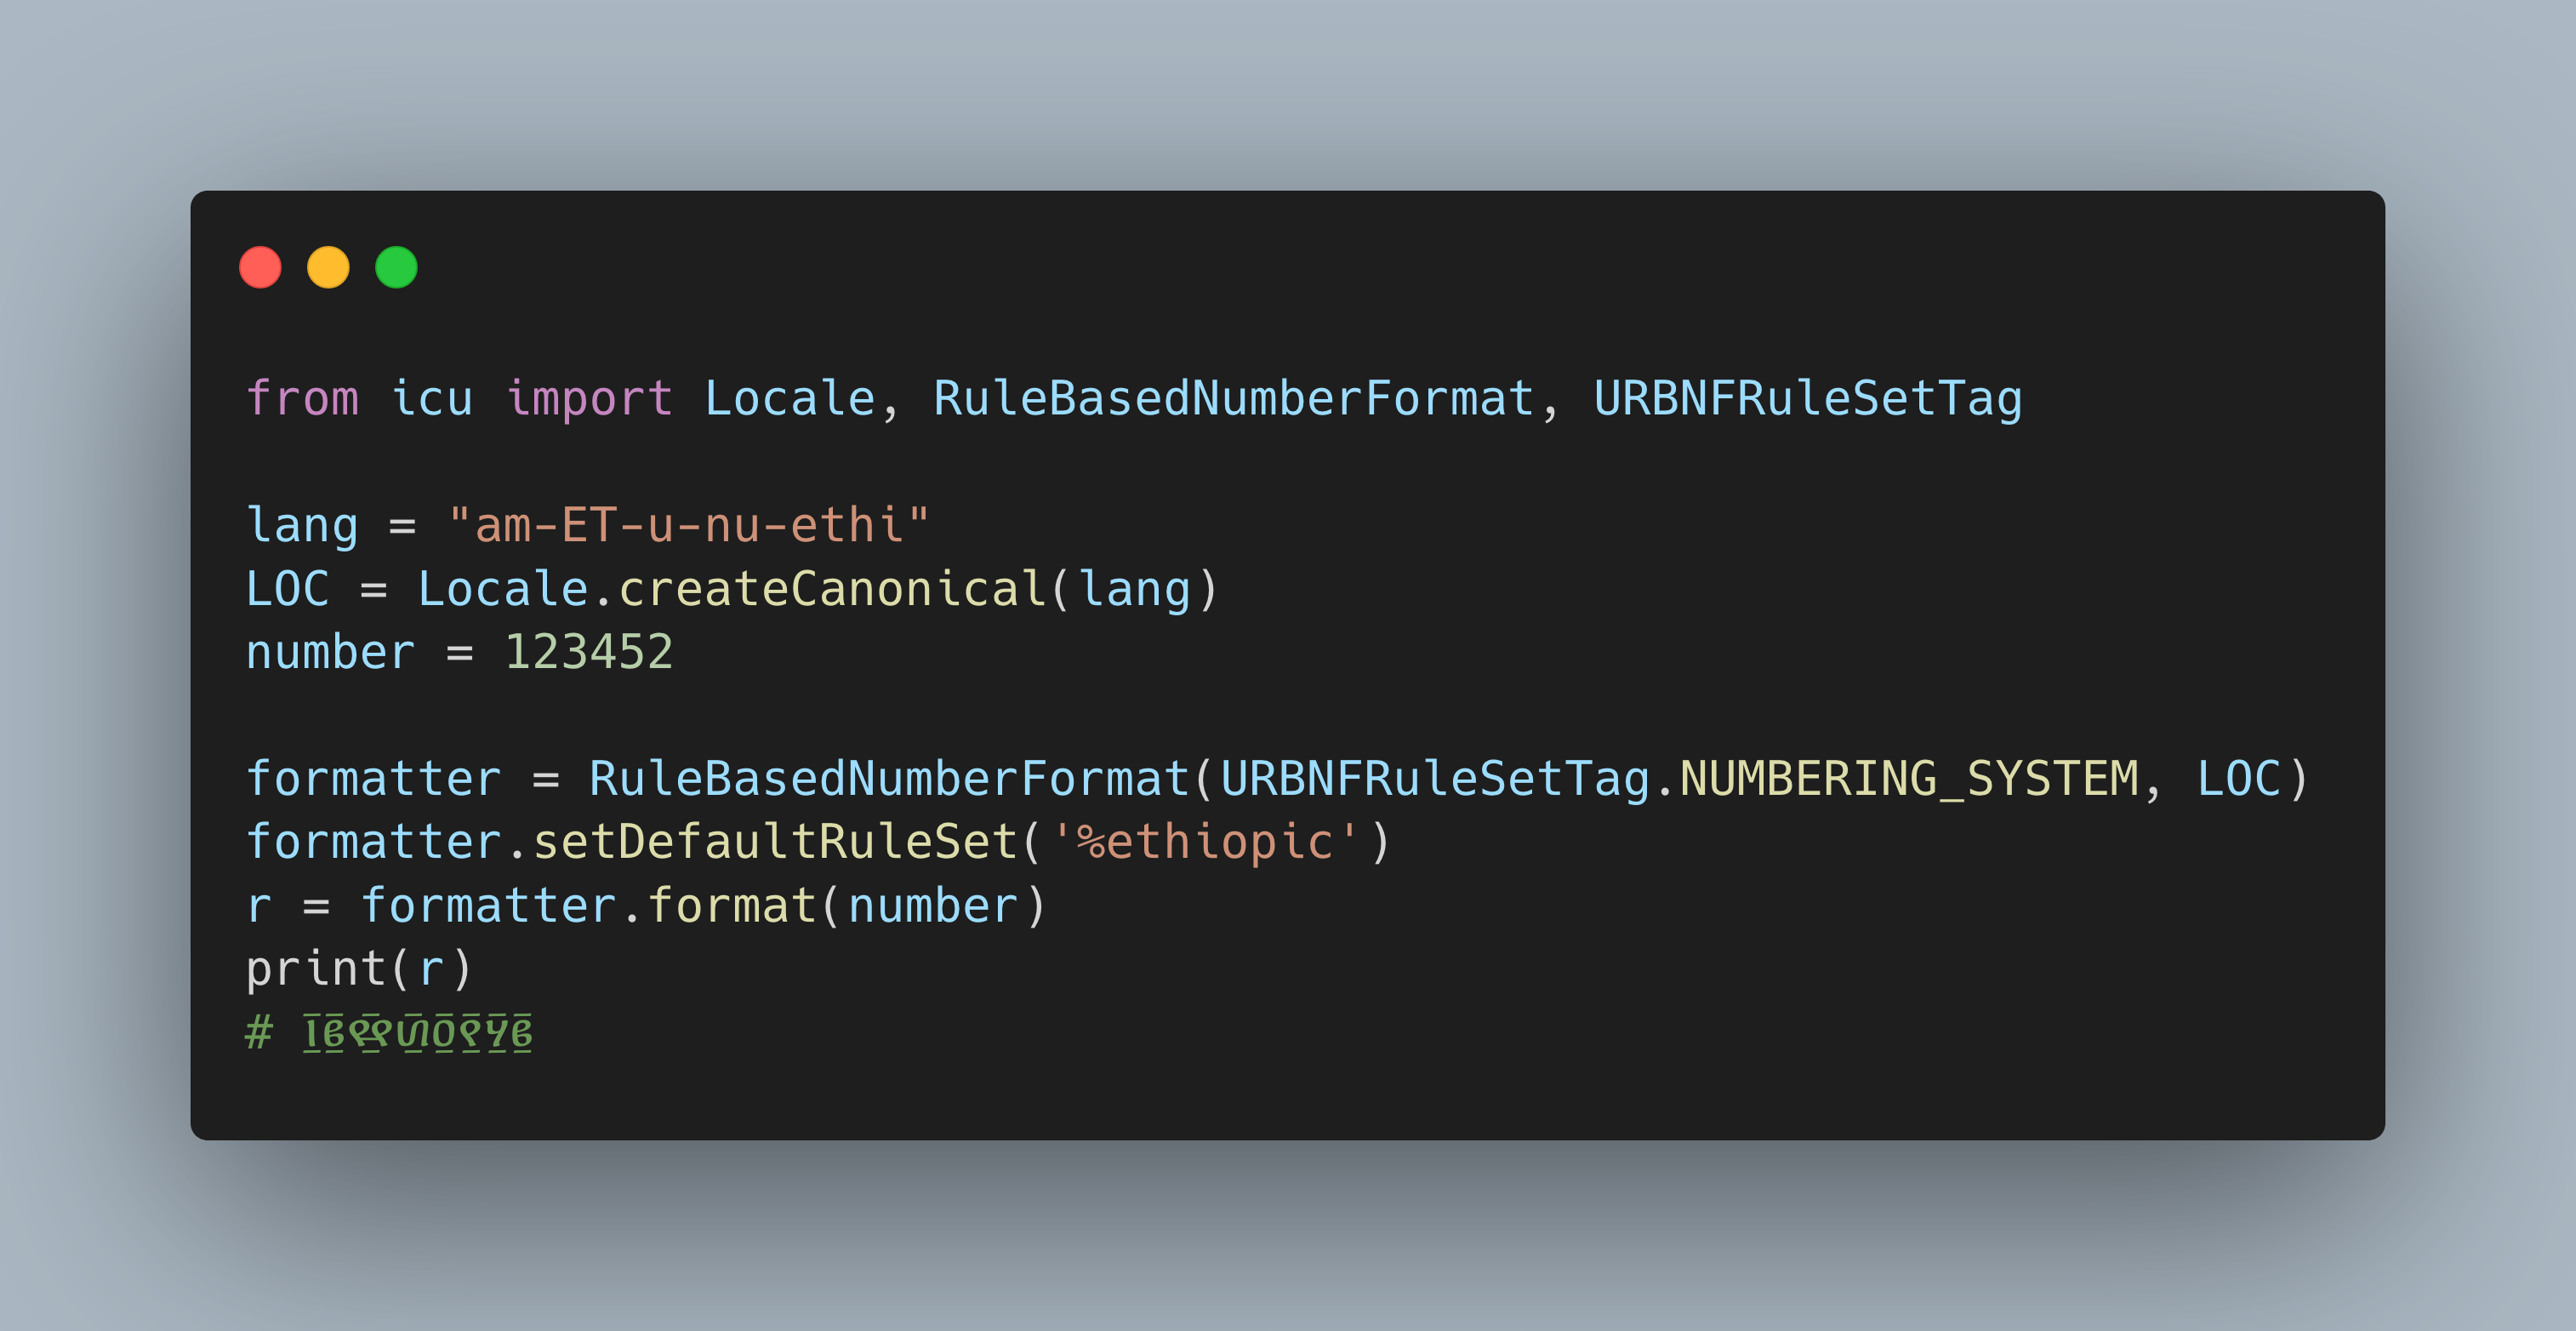 from icu import Locale, RuleBasedNumberFormat, URBNFRuleSetTag
lang = "am-ET-u-nu-ethi"
LOC = Locale.createCanonical(lang)
number = 123452
formatter = RuleBasedNumberFormat(URBNFRuleSetTag.NUMBERING_SYSTEM, LOC)
formatter.setDefaultRuleSet('%ethiopic')
r = formatter.format(number)
print(r)
# ፲፪፼፴፬፻፶፪